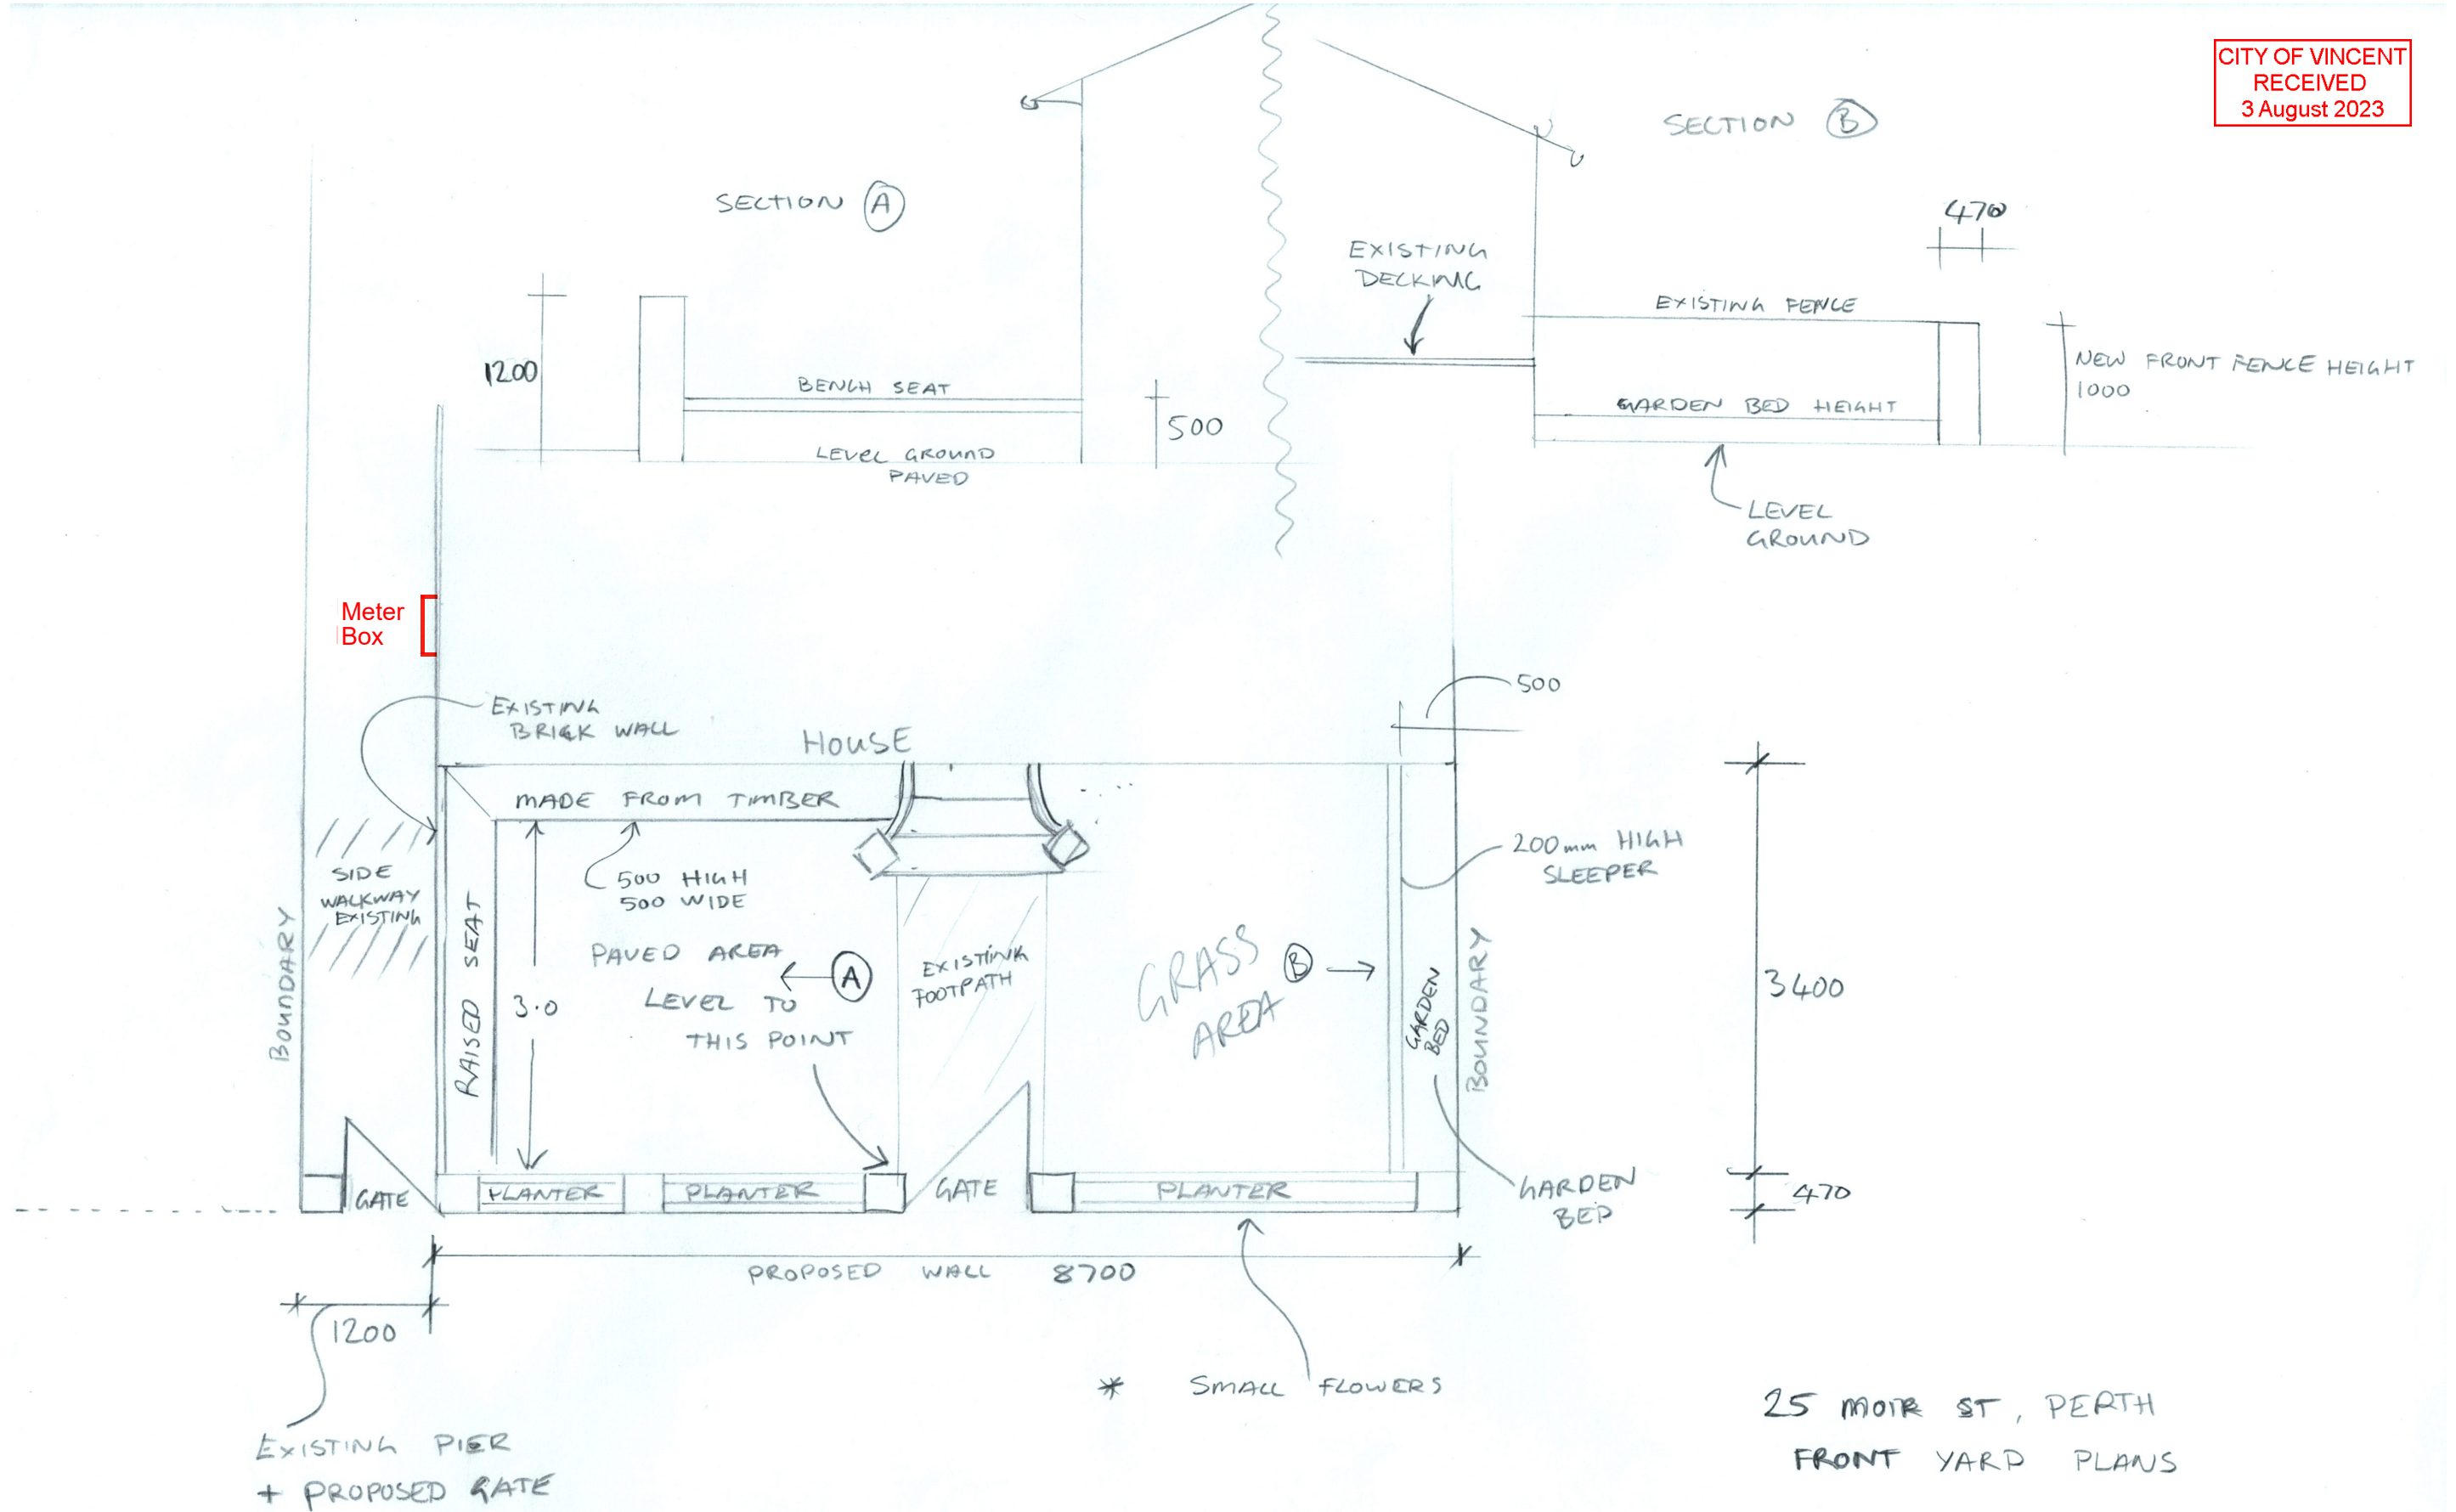 CITY OF VINCENT
RECEIVED
3 August 2023
SECTION B
SECTION A
470
EXISTING
DECKING
EXISTING FENCE
1200
BENCH SEAT
500
NEW FRONT FENCE HEIGHT
1000
GARDEN BED HEIGHT
LEVEL GROUND
PAVED
LEVEL
GROUND
Meter
Box
500
EXISTING
BRICK WALL
HOUSE
MADE FROM TIMBER
200mm HIGH
SLEEPER
SIDE
WALKWAY
EXISTING
500 HIGH
500 WIDE
RAISED SEAT
PAVED AREA
A
LEVEL TO
THIS POINT
3.0
EXISTING
FOOTPATH
GRASS
AREA
B
GARDEN
BED
BOUNDARY
BOUNDARY
3400
GATE
PLANTER
PLANTER
GATE
PLANTER
GARDEN
BED
470
PROPOSED WALL 8700
1200
* SMALL FLOWERS
EXISTING PIER
+ PROPOSED GATE
25 MOIR ST, PERTH
FRONT YARD PLANS